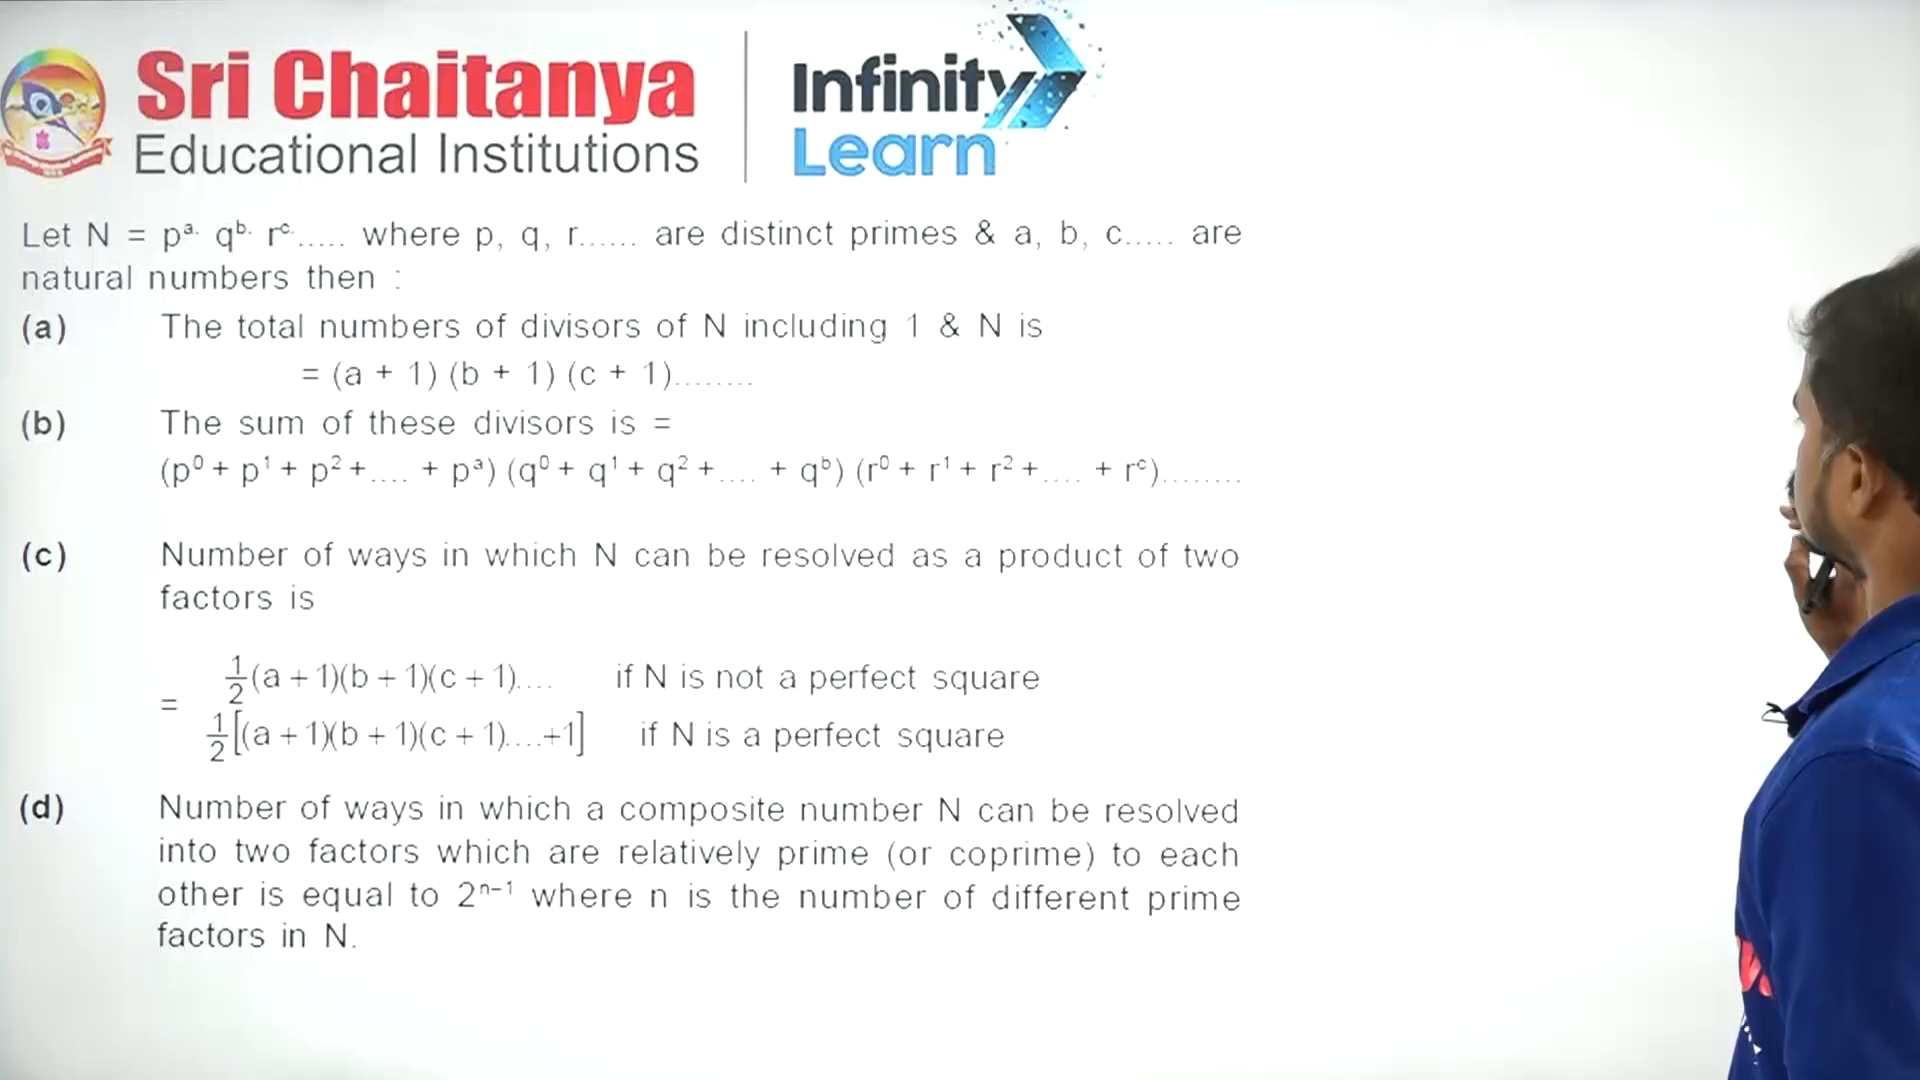 Sri Chaitanya
Educational Institutions
Infinity
Learn
Let N = pᵃ· qᵇ· rᶜ·..... where p, q, r...... are distinct primes & a, b, c..... are
natural numbers then :
(a) The total numbers of divisors of N including 1 & N is
= (a + 1) (b + 1) (c + 1)........
(b) The sum of these divisors is =
(p⁰ + p¹ + p² +.... + pᵃ) (q⁰ + q¹ + q² +.... + qᵇ) (r⁰ + r¹ + r² +.... + rᶜ)........
(c) Number of ways in which N can be resolved as a product of two
factors is
= 1/2(a + 1)(b + 1)(c + 1).... if N is not a perfect square
1/2[(a + 1)(b + 1)(c + 1)....+1] if N is a perfect square
(d) Number of ways in which a composite number N can be resolved
into two factors which are relatively prime (or coprime) to each
other is equal to 2ⁿ⁻¹ where n is the number of different prime
factors in N.